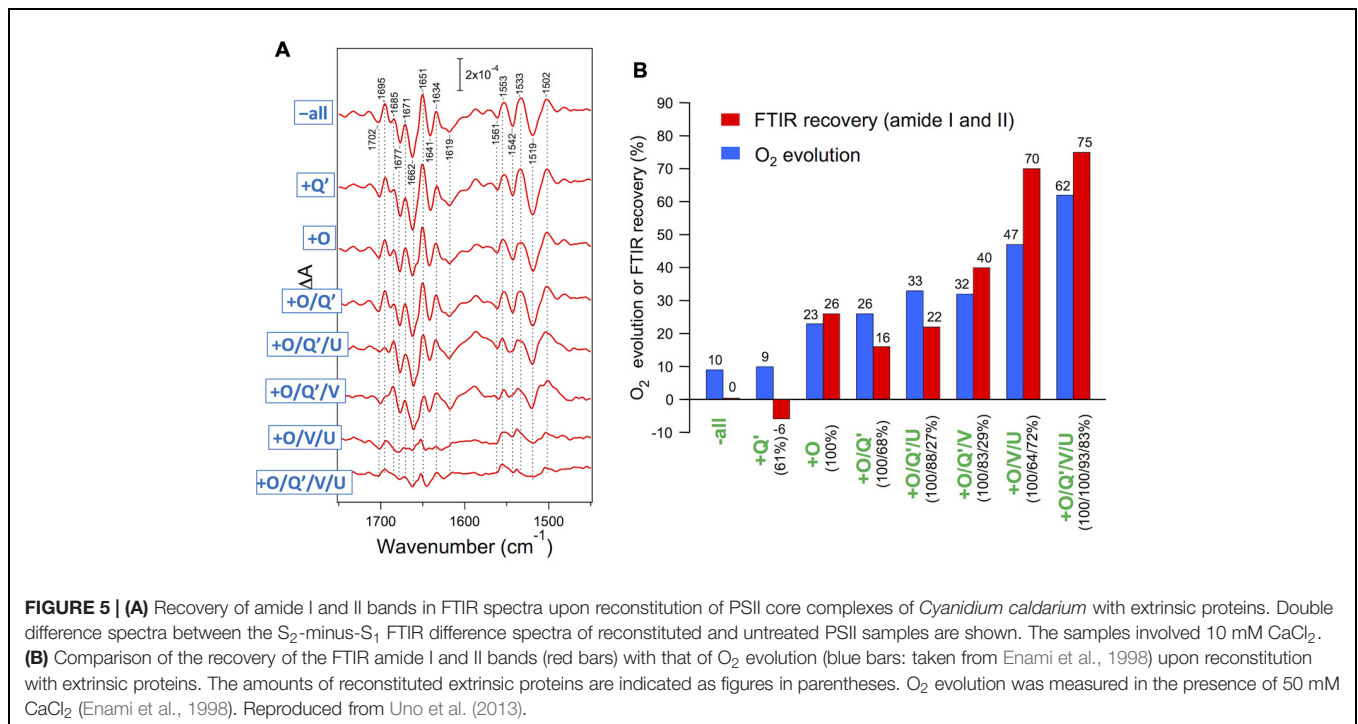 A
2x10⁻⁴
1695
1685
1671
1651
1634
1553
1533
1502
1702
1677
1662
1641
1619
1561
1542
1519
–all
+Q'
+O
+O/Q'
+O/Q'/U
+O/Q'/V
+O/V/U
+O/Q'/V/U
ΔA
1700
1600
1500
Wavenumber (cm⁻¹)
B
FTIR recovery (amide I and II)
O₂ evolution
O₂ evolution or FTIR recovery (%)
90
80
70
60
50
40
30
20
10
0
-10
10
0
9
-6
23
26
26
16
33
22
32
40
47
70
62
75
-all
+Q'
(61%)
+O
(100%)
+O/Q'
(100/68%)
+O/Q'/U
(100/88/27%)
+O/Q'/V
(100/83/29%)
+O/V/U
(100/64/72%)
+O/Q'/V/U
(100/100/93/83%)
FIGURE 5 | (A) Recovery of amide I and II bands in FTIR spectra upon reconstitution of PSII core complexes of Cyanidium caldarium with extrinsic proteins. Double
difference spectra between the S₂-minus-S₁ FTIR difference spectra of reconstituted and untreated PSII samples are shown. The samples involved 10 mM CaCl₂.
(B) Comparison of the recovery of the FTIR amide I and II bands (red bars) with that of O₂ evolution (blue bars: taken from Enami et al., 1998) upon reconstitution
with extrinsic proteins. The amounts of reconstituted extrinsic proteins are indicated as figures in parentheses. O₂ evolution was measured in the presence of 50 mM
CaCl₂ (Enami et al., 1998). Reproduced from Uno et al. (2013).